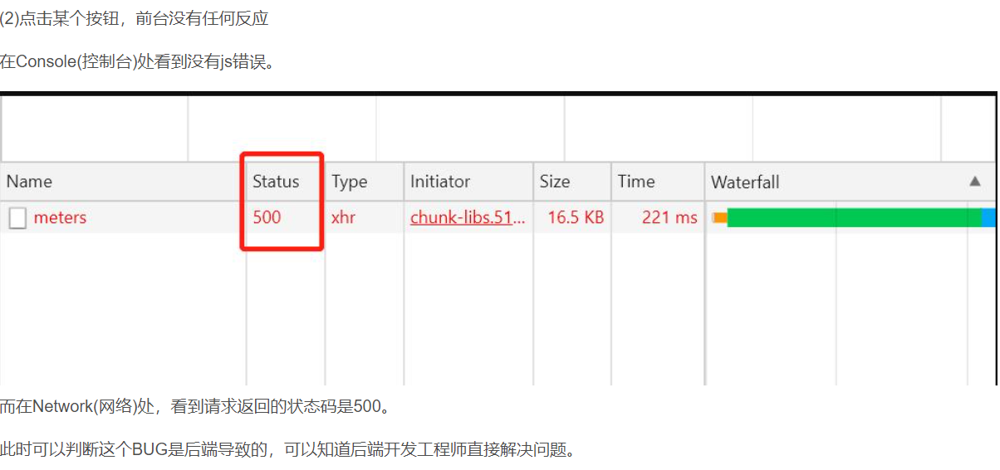 (2)点击某个按钮，前台没有任何反应
在Console(控制台)处看到没有js错误。
Name Status Type Initiator Size Time Waterfall ▲
meters 500 xhr chunk-libs.51... 16.5 KB 221 ms
而在Network(网络)处，看到请求返回的状态码是500。
此时可以判断这个BUG是后端导致的，可以知道后端开发工程师直接解决问题。